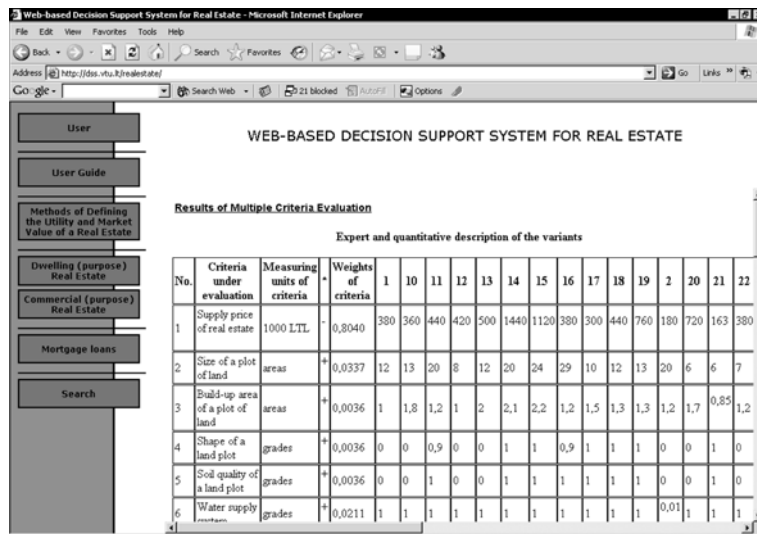 Web-based Decision Support System for Real Estate - Microsoft Internet Explorer
File Edit View Favorites Tools Help
Back Search Favorites
Address http://dss.vtu.lt/realestate/ Go Links »
Google Search Web 21 blocked AutoFill Options
User
User Guide
Methods of Defining
the Utility and Market
Value of a Real Estate
Dwelling (purpose)
Real Estate
Commercial (purpose)
Real Estate
Mortgage loans
Search
WEB-BASED DECISION SUPPORT SYSTEM FOR REAL ESTATE
Results of Multiple Criteria Evaluation
Expert and quantitative description of the variants
No. Criteria under evaluation Measuring units of criteria * Weights of criteria 1 10 11 12 13 14 15 16 17 18 19 2 20 21 22
1 Supply price of real estate 1000 LTL - 0,8040 380 360 440 420 500 1440 1120 380 300 440 760 180 720 163 380
2 Size of a plot of land areas + 0,0337 12 13 20 8 12 20 24 29 10 12 13 20 6 6 7
3 Build-up area of a plot of land areas + 0,0036 1 1,8 1,2 1 2 2,1 2,2 1,2 1,5 1,3 1,3 1,2 1,7 0,85 1,2
4 Shape of a land plot grades + 0,0036 0 0 0,9 0 0 1 1 0,9 1 1 1 0 0 1 0
5 Soil quality of a land plot grades + 0,0036 0 0 1 0 0 1 1 1 1 1 1 0 0 1 0
6 Water supply system grades + 0,0211 1 1 1 1 1 1 1 1 1 1 1 0,01 1 1 1